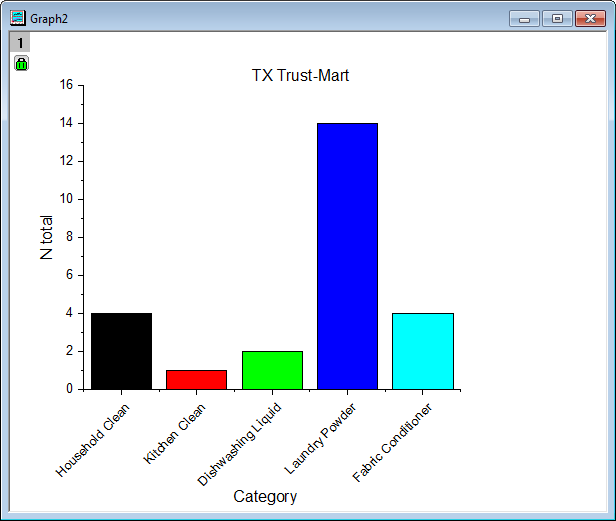 Graph2
1
TX Trust-Mart
16
14
12
10
8
6
4
2
0
N total
Household Clean
Kitchen Clean
Dishwashing Liquid
Laundry Powder
Fabric Conditioner
Category